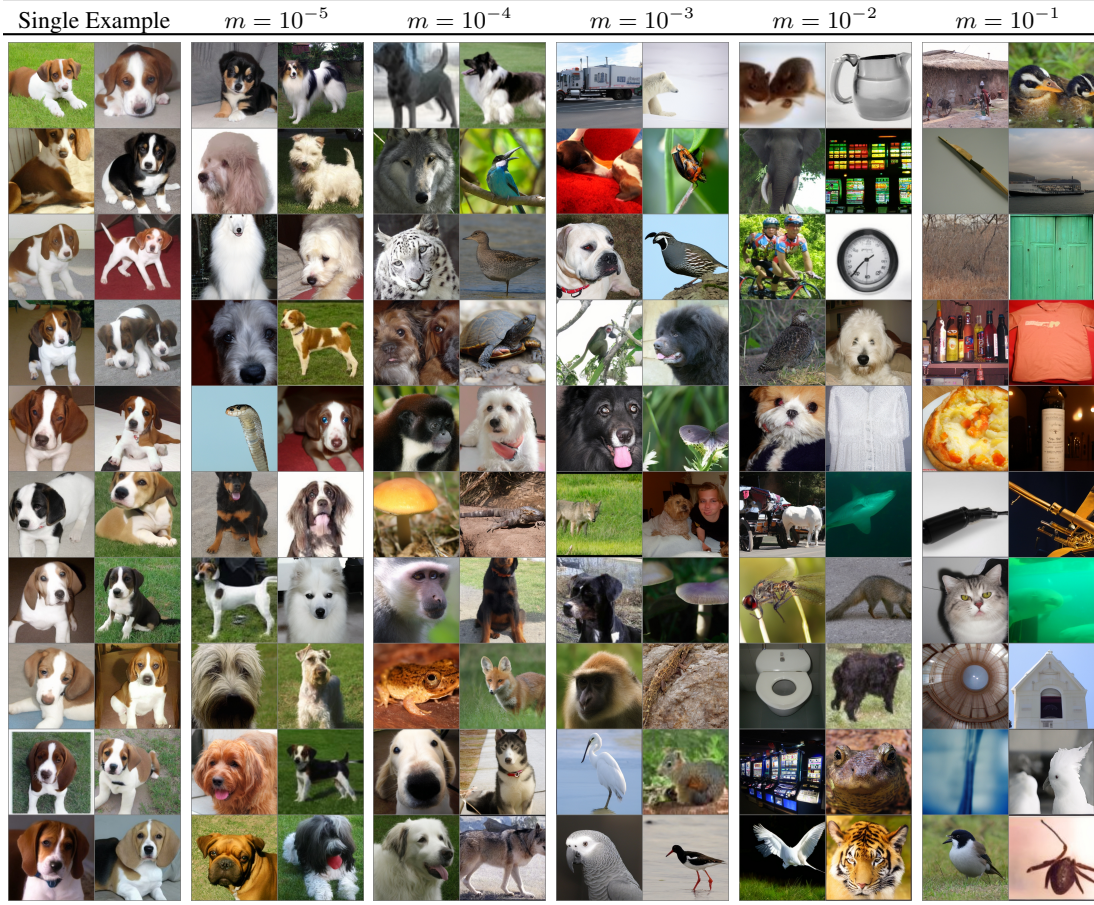 Single Example m = 10⁻⁵ m = 10⁻⁴ m = 10⁻³ m = 10⁻² m = 10⁻¹